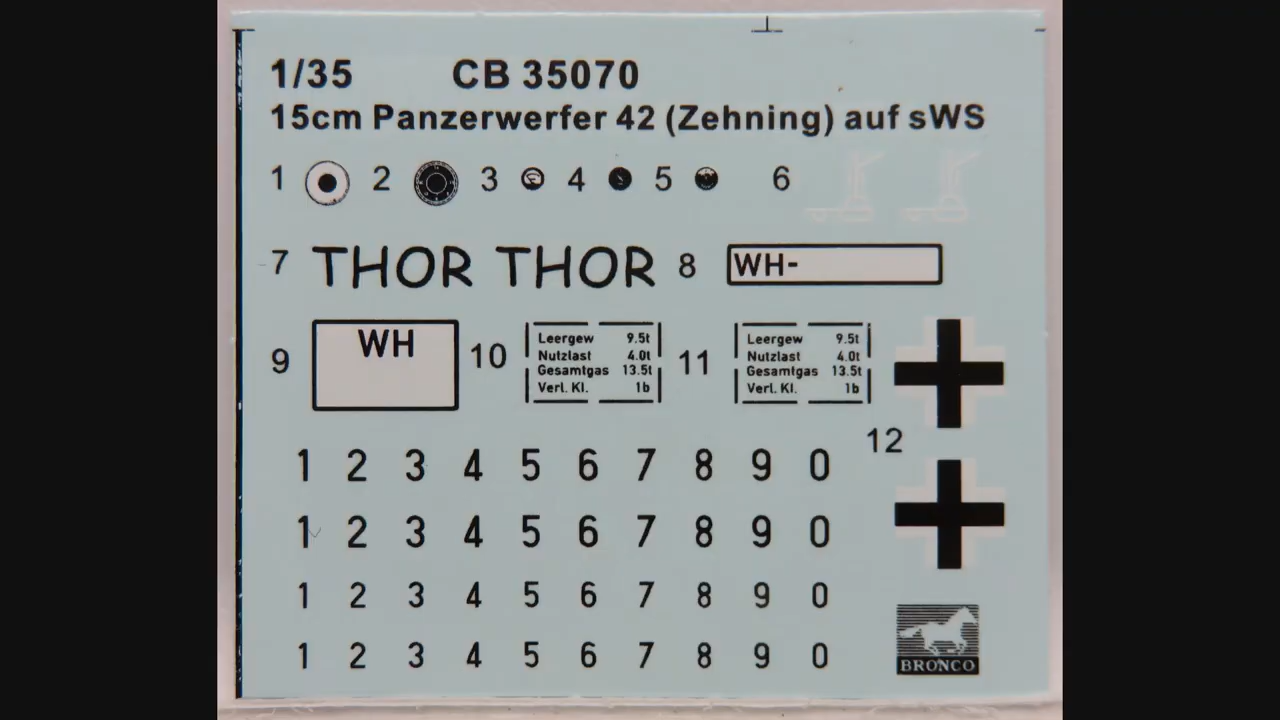 1/35 CB 35070
15cm Panzerwerfer 42 (Zehning) auf sWS
1 2 3 4 5 6
7 THOR THOR 8 WH-
9 WH 10 11
Leergew 9.5t
Nutzlast 4.0t
Gesamtgas 13.5t
Verl. Kl. 1b
Leergew 9.5t
Nutzlast 4.0t
Gesamtgas 13.5t
Verl. Kl. 1b
12
1 2 3 4 5 6 7 8 9 0
1 2 3 4 5 6 7 8 9 0
1 2 3 4 5 6 7 8 9 0
1 2 3 4 5 6 7 8 9 0
BRONCO